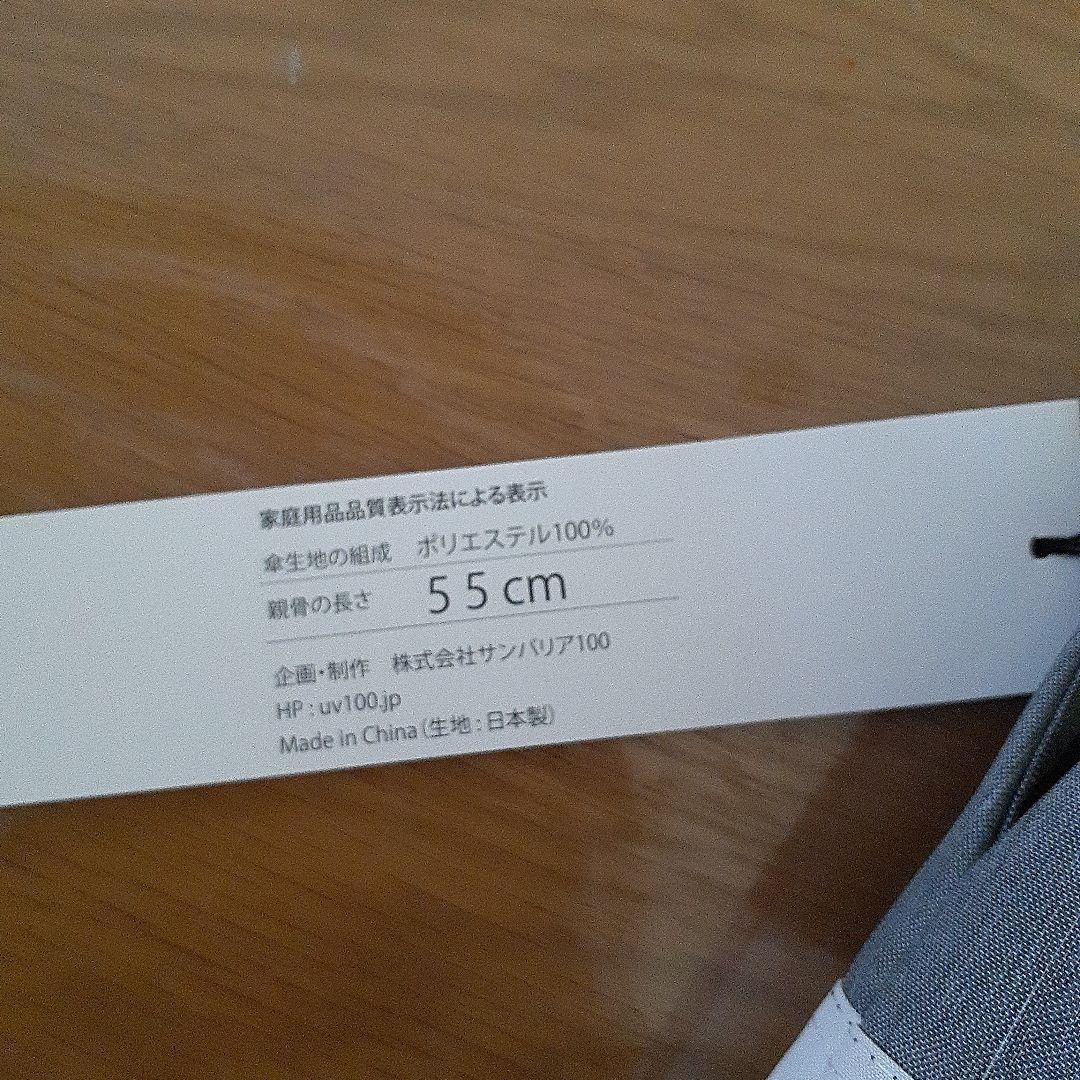 家庭用品品質表示法による表示
傘生地の組成 ポリエステル100%
親骨の長さ 55cm
企画・制作 株式会社サンバリア100
HP : uv100.jp
Made in China（生地 : 日本製）